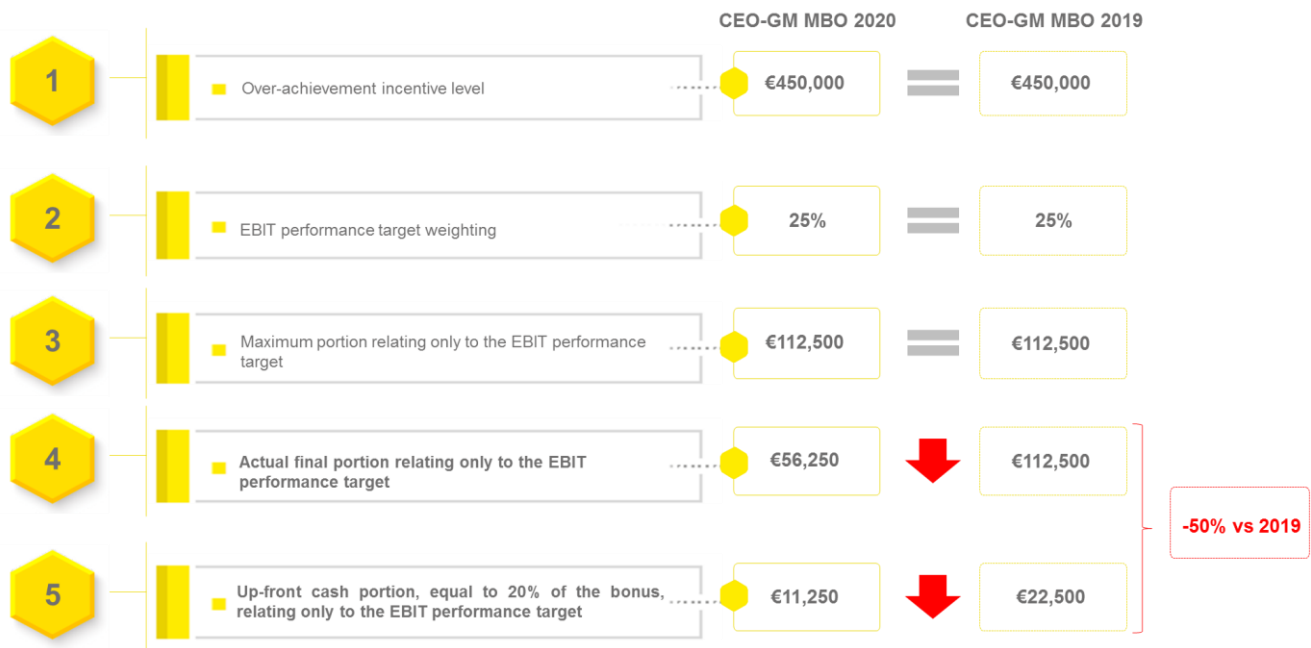 CEO-GM MBO 2020 CEO-GM MBO 2019
1 Over-achievement incentive level €450,000 €450,000
2 EBIT performance target weighting 25% 25%
3 Maximum portion relating only to the EBIT performance
target €112,500 €112,500
4 Actual final portion relating only to the EBIT
performance target €56,250 €112,500
-50% vs 2019
5 Up-front cash portion, equal to 20% of the bonus,
relating only to the EBIT performance target €11,250 €22,500